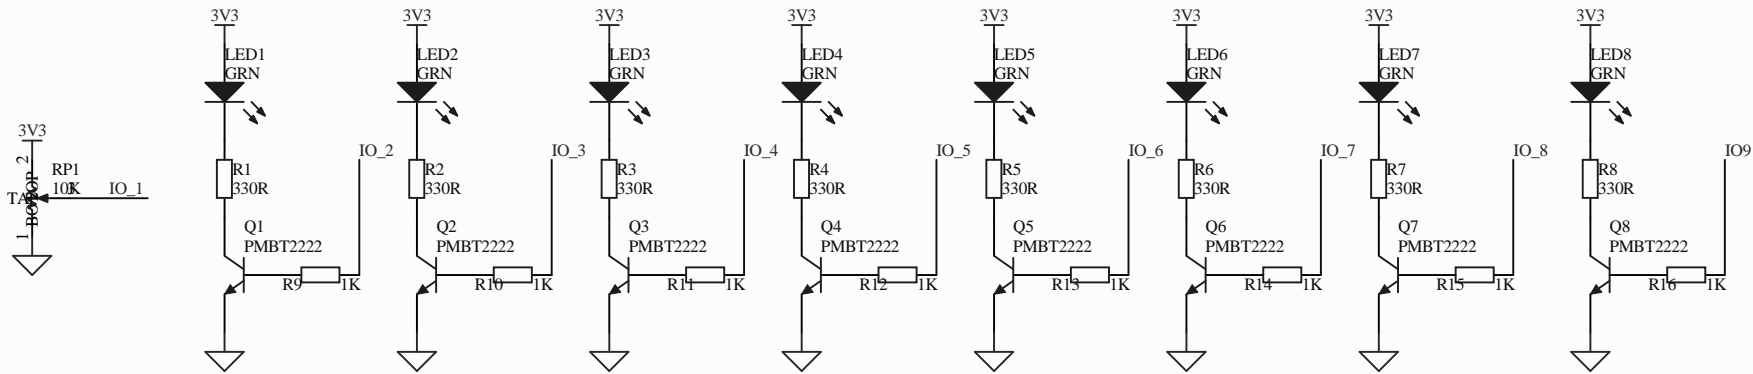 3V3 3V3 3V3 3V3 3V3 3V3 3V3 3V3
LED1 LED2 LED3 LED4 LED5 LED6 LED7 LED8
GRN GRN GRN GRN GRN GRN GRN GRN
3V3
IO_2 IO_3 IO_4 IO_5 IO_6 IO_7 IO_8 IO9
2 RP1 R1 R2 R3 R4 R5 R6 R7 R8
10K IO_1 330R 330R 330R 330R 330R 330R 330R 330R
1 Q1 Q2 Q3 Q4 Q5 Q6 Q7 Q8
PMBT2222 PMBT2222 PMBT2222 PMBT2222 PMBT2222 PMBT2222 PMBT2222 PMBT2222
R9 1K R10 1K R11 1K R12 1K R13 1K R14 1K R15 1K R16 1K